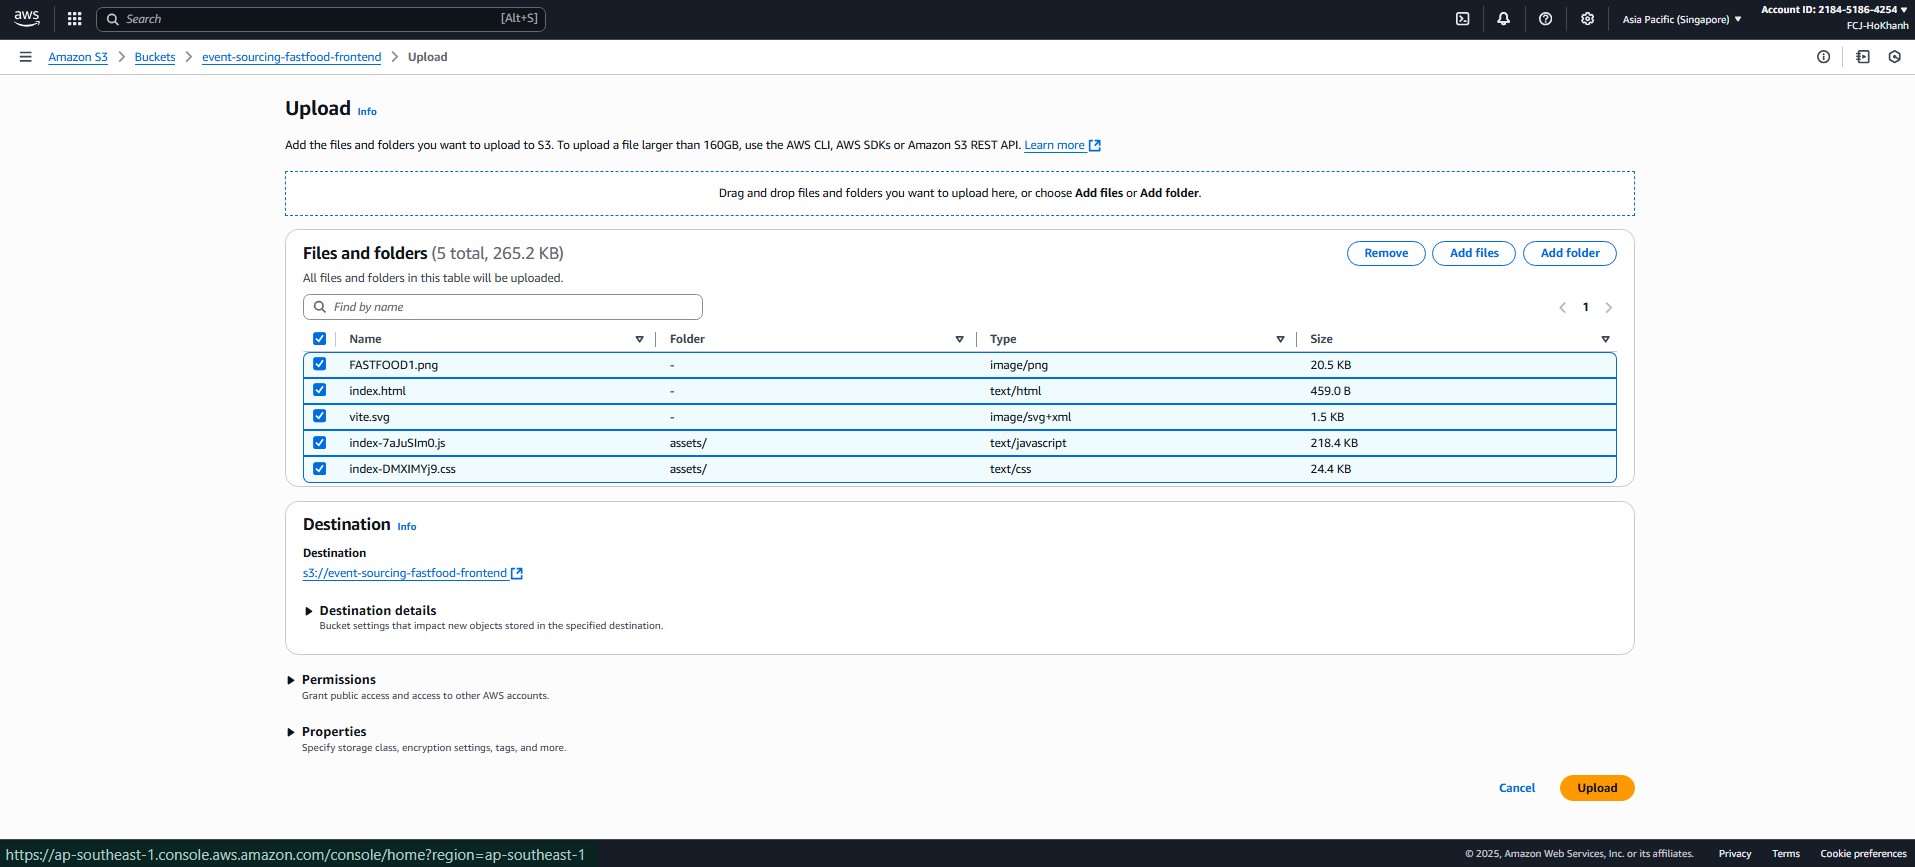 aws
Search [Alt+S]
Asia Pacific (Singapore)
Account ID: 2184-5186-4254
FCJ-HoKhanh
Amazon S3 > Buckets > event-sourcing-fastfood-frontend > Upload
Upload Info
Add the files and folders you want to upload to S3. To upload a file larger than 160GB, use the AWS CLI, AWS SDKs or Amazon S3 REST API. Learn more
Drag and drop files and folders you want to upload here, or choose Add files or Add folder.
Files and folders (5 total, 265.2 KB)
Remove Add files Add folder
All files and folders in this table will be uploaded.
Find by name
1
Name Folder Type Size
FASTFOOD1.png - image/png 20.5 KB
index.html - text/html 459.0 B
vite.svg - image/svg+xml 1.5 KB
index-7aJuSIm0.js assets/ text/javascript 218.4 KB
index-DMXIMYj9.css assets/ text/css 24.4 KB
Destination Info
Destination
s3://event-sourcing-fastfood-frontend
Destination details
Bucket settings that impact new objects stored in the specified destination.
Permissions
Grant public access and access to other AWS accounts.
Properties
Specify storage class, encryption settings, tags, and more.
Cancel Upload
https://ap-southeast-1.console.aws.amazon.com/console/home?region=ap-southeast-1
© 2025, Amazon Web Services, Inc. or its affiliates. Privacy Terms Cookie preferences